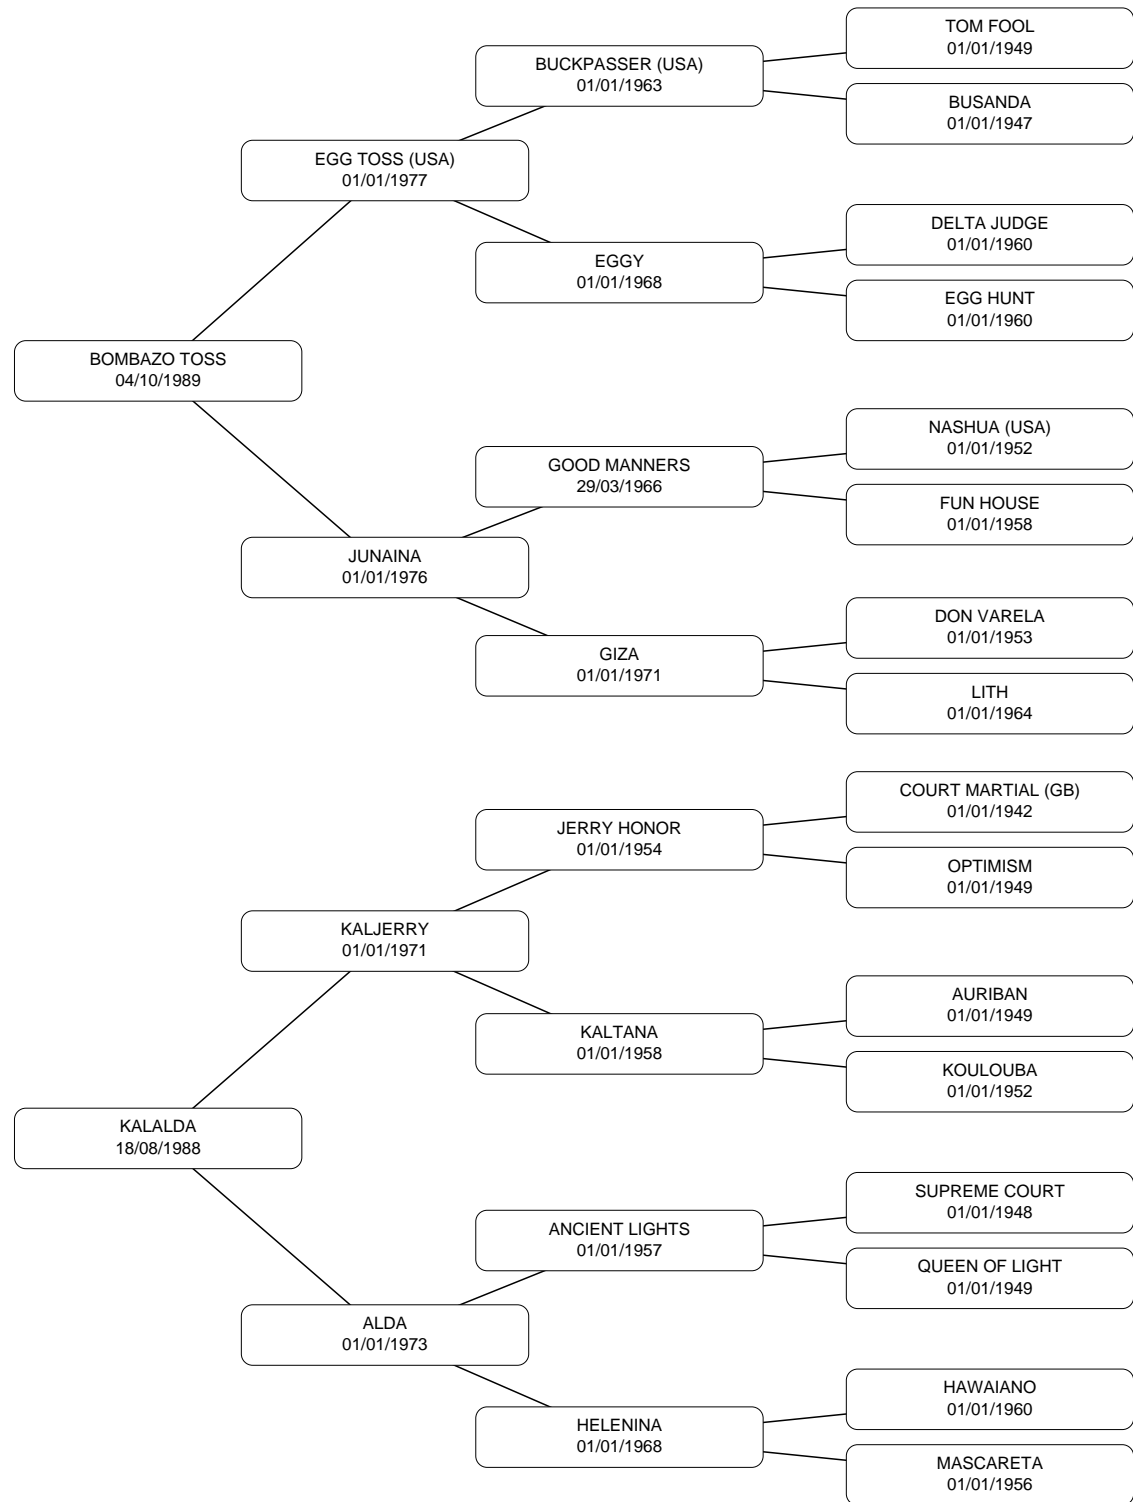 TOM FOOL
01/01/1949
BUCKPASSER (USA)
01/01/1963
BUSANDA
01/01/1947
EGG TOSS (USA)
01/01/1977
DELTA JUDGE
01/01/1960
EGGY
01/01/1968
EGG HUNT
01/01/1960
BOMBAZO TOSS
04/10/1989
NASHUA (USA)
01/01/1952
GOOD MANNERS
29/03/1966
FUN HOUSE
01/01/1958
JUNAINA
01/01/1976
DON VARELA
01/01/1953
GIZA
01/01/1971
LITH
01/01/1964
COURT MARTIAL (GB)
01/01/1942
JERRY HONOR
01/01/1954
OPTIMISM
01/01/1949
KALJERRY
01/01/1971
AURIBAN
01/01/1949
KALTANA
01/01/1958
KOULOUBA
01/01/1952
KALALDA
18/08/1988
SUPREME COURT
01/01/1948
ANCIENT LIGHTS
01/01/1957
QUEEN OF LIGHT
01/01/1949
ALDA
01/01/1973
HAWAIANO
01/01/1960
HELENINA
01/01/1968
MASCARETA
01/01/1956